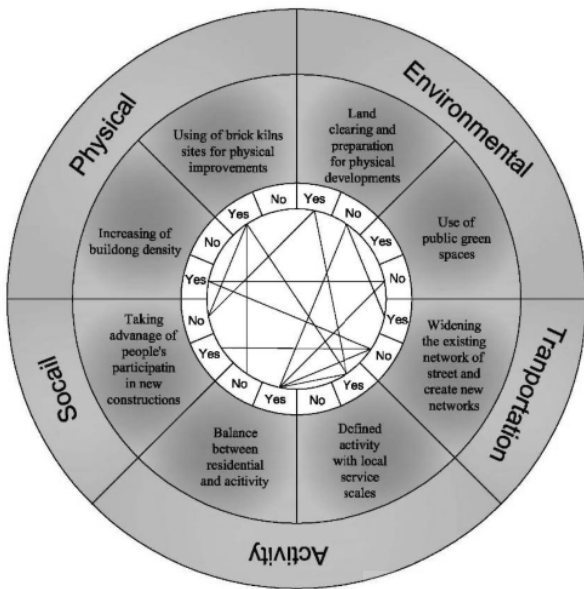 Physical
Environmental
Tranportation
Activity
Socail
Using of brick kilns
sites for physical
improvements
Land
clearing and
preparation
for physical
developments
Use of
public green
spaces
Widening
the existing
network of
street and
create new
networks
Defined
activity
with local
service
scales
Balance
between
residential
and acitivity
Taking
advanage of
people's
participatin
in new
constructions
Increasing of
buildong density
Yes
No
Yes
No
Yes
No
Yes
No
Yes
No
Yes
No
Yes
No
Yes
No